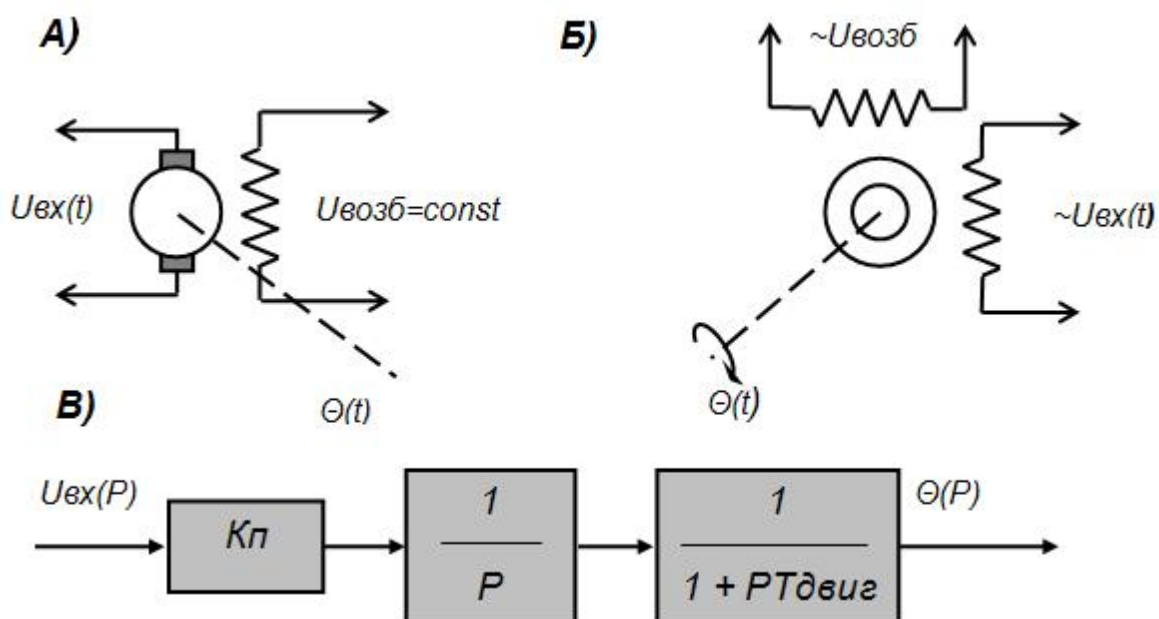 А)
Б)
~Uвозб
Uвх(t)
Uвозб=const
~Uвх(t)
Θ(t)
Θ(t)
В)
Uвх(P)
Кп
1
P
1
1 + PTдвиг
Θ(P)